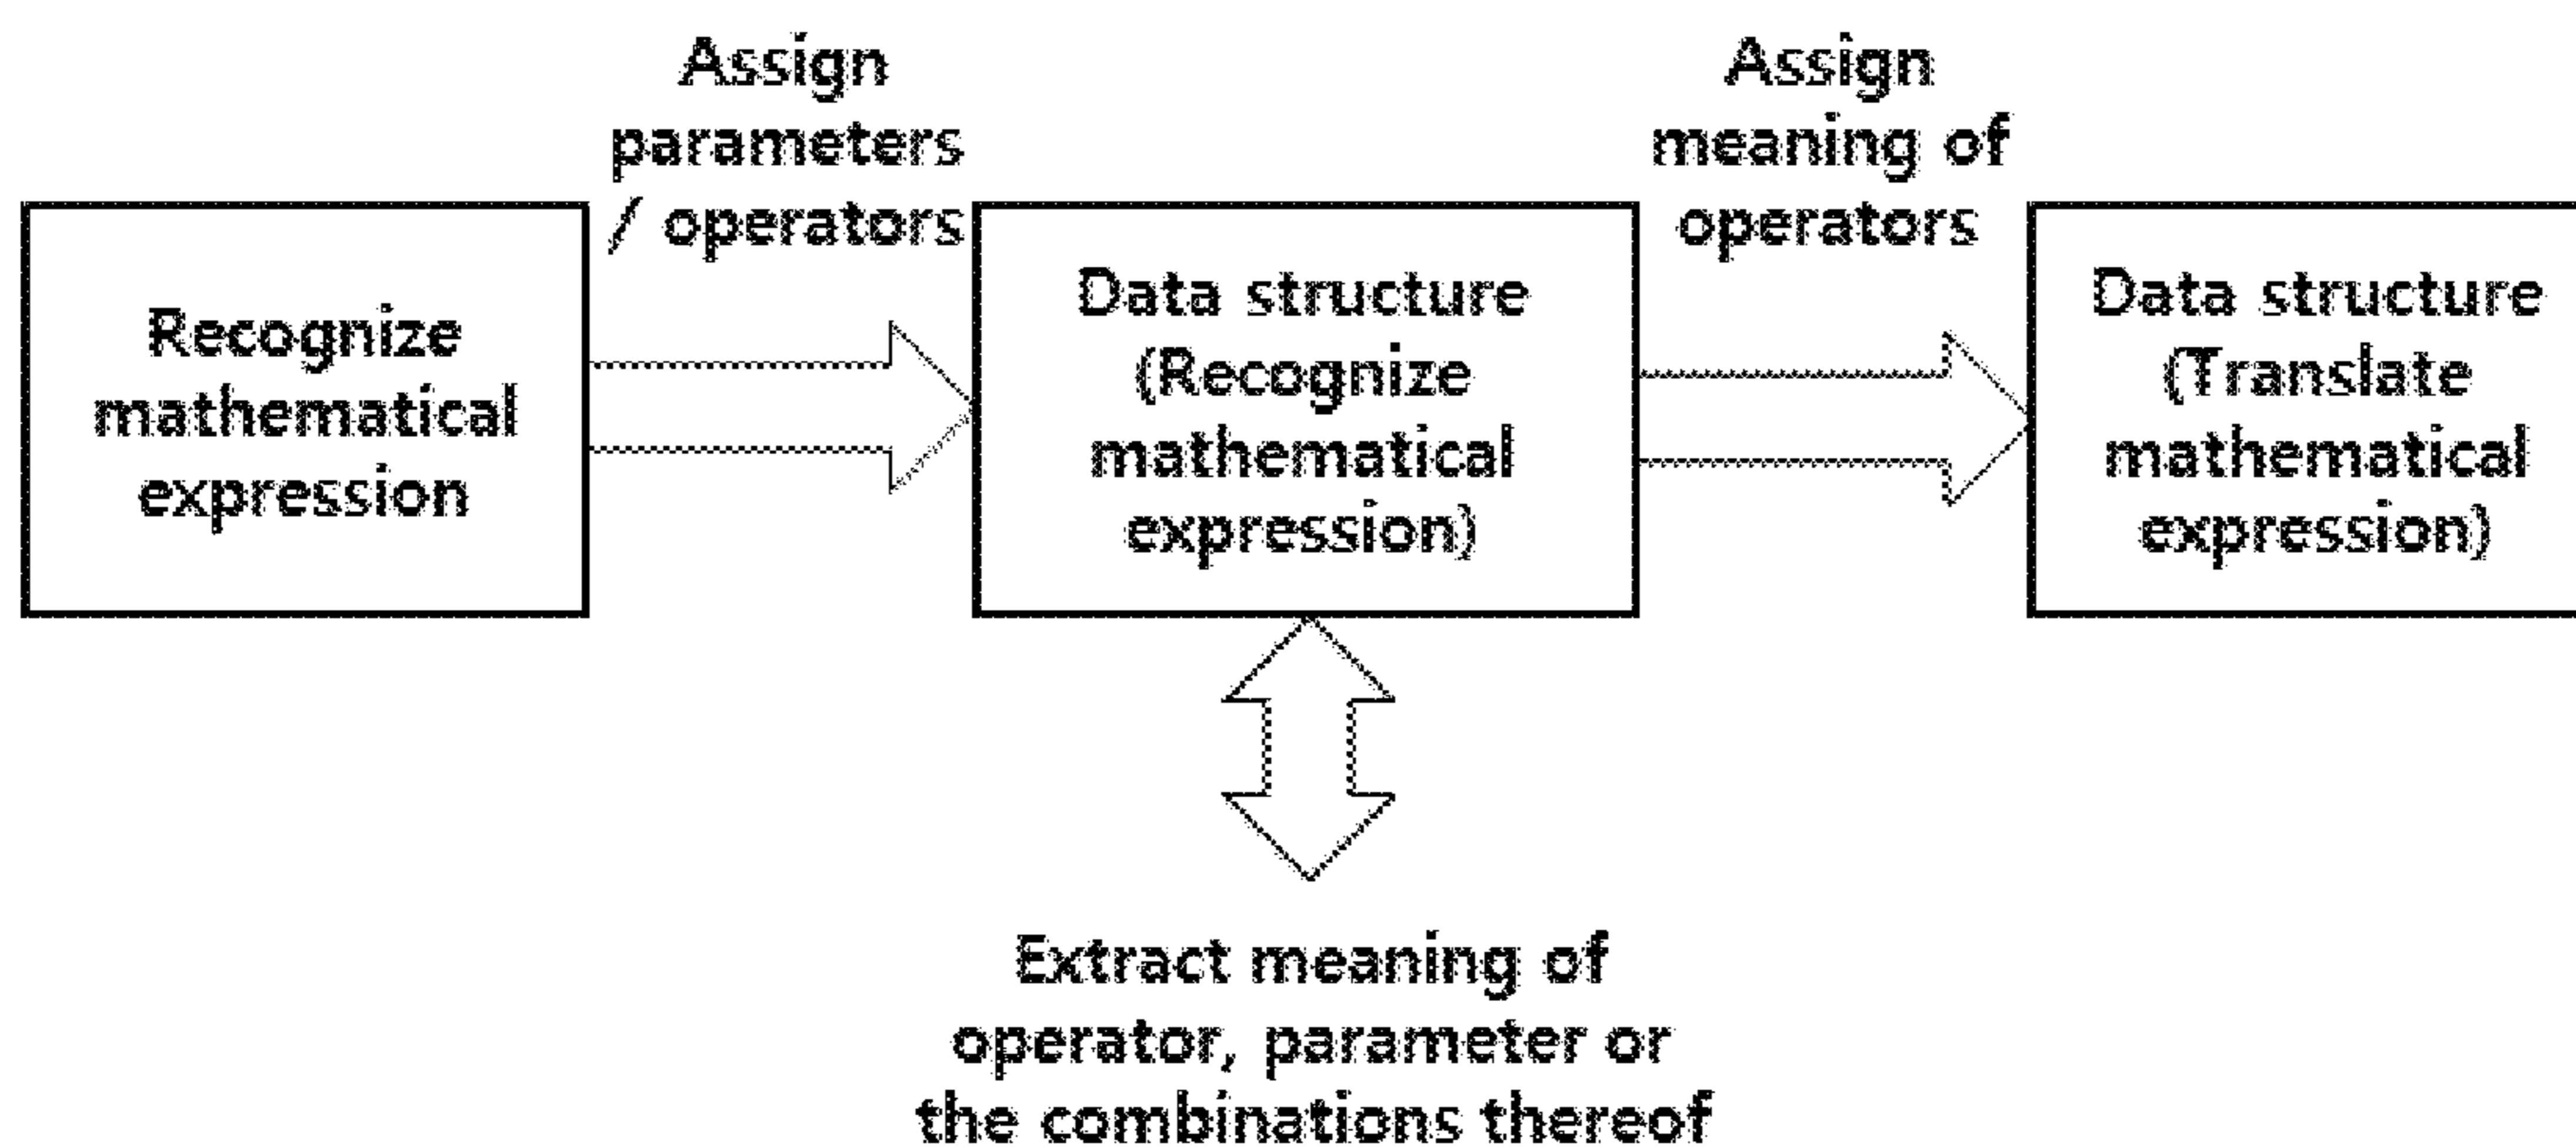 Recognize
mathematical
expression
Assign
parameters
/ operators
Data structure
(Recognize
mathematical
expression)
Assign
meaning of
operators
Data structure
(Translate
mathematical
expression)
Extract meaning of
operator, parameter or
the combinations thereof